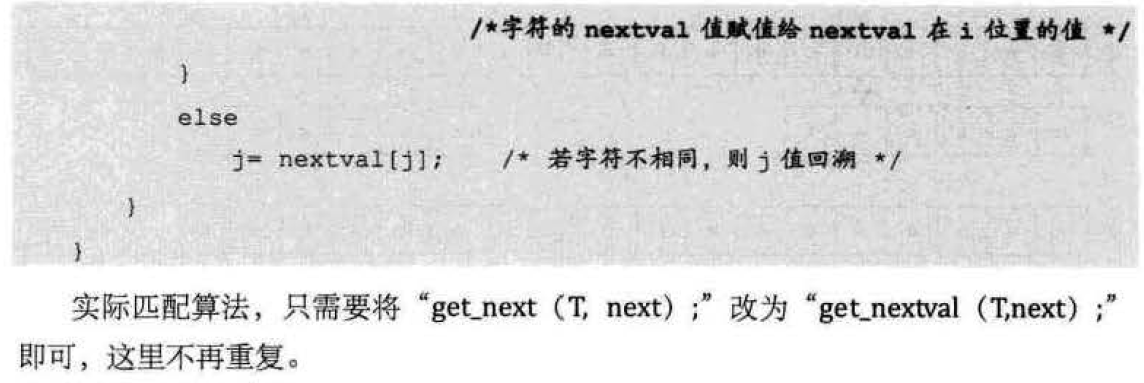 /*字符的 nextval 值赋值给 nextval 在 i 位置的值 */
}
else
j= nextval[j]; /* 若字符不相同，则 j 值回溯 */
}
}
实际匹配算法，只需要将“get_next（T, next）;”改为“get_nextval（T,next）;”
即可，这里不再重复。